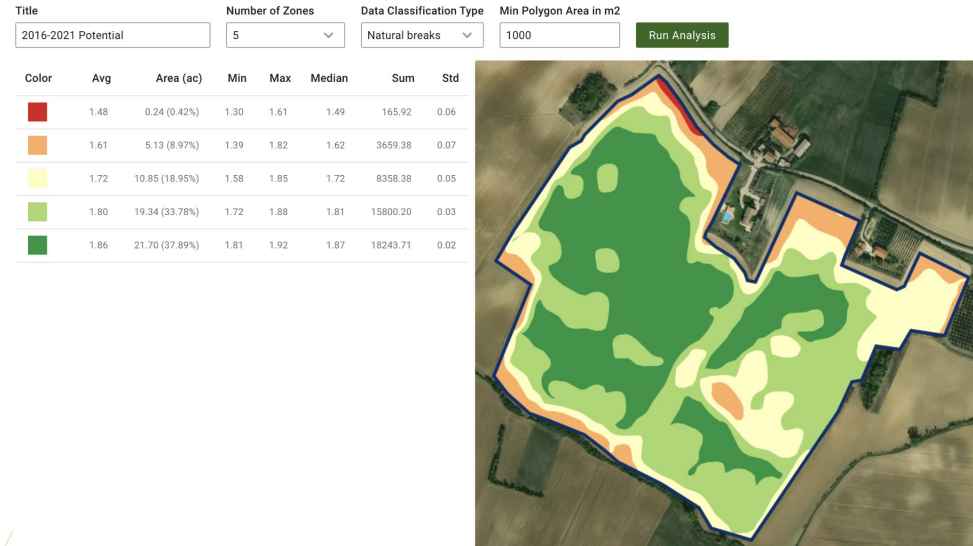 Title Number of Zones Data Classification Type Min Polygon Area in m2
2016-2021 Potential 5 Natural breaks 1000 Run Analysis
Color Avg Area (ac) Min Max Median Sum Std
1.48 0.24 (0.42%) 1.30 1.61 1.49 165.92 0.06
1.61 5.13 (8.97%) 1.39 1.82 1.62 3659.38 0.07
1.72 10.85 (18.95%) 1.58 1.85 1.72 8358.38 0.05
1.80 19.34 (33.78%) 1.72 1.88 1.81 15800.20 0.03
1.86 21.70 (37.89%) 1.81 1.92 1.87 18243.71 0.02